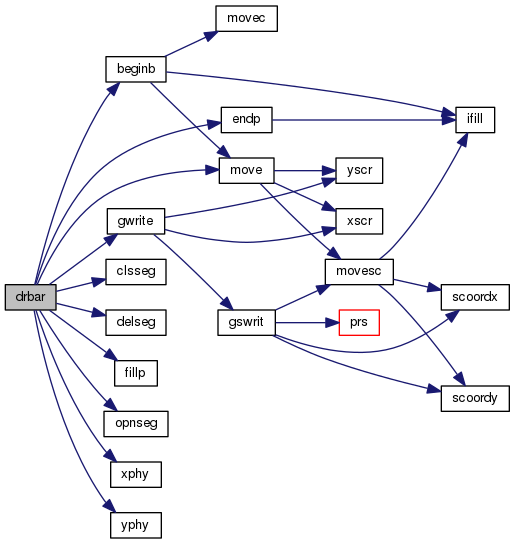 movec
beginb
endp
ifill
move
yscr
gwrite
xscr
clsseg
movesc
drbar
scoordx
delseg
gswrit
prs
fillp
scoordy
opnseg
xphy
yphy